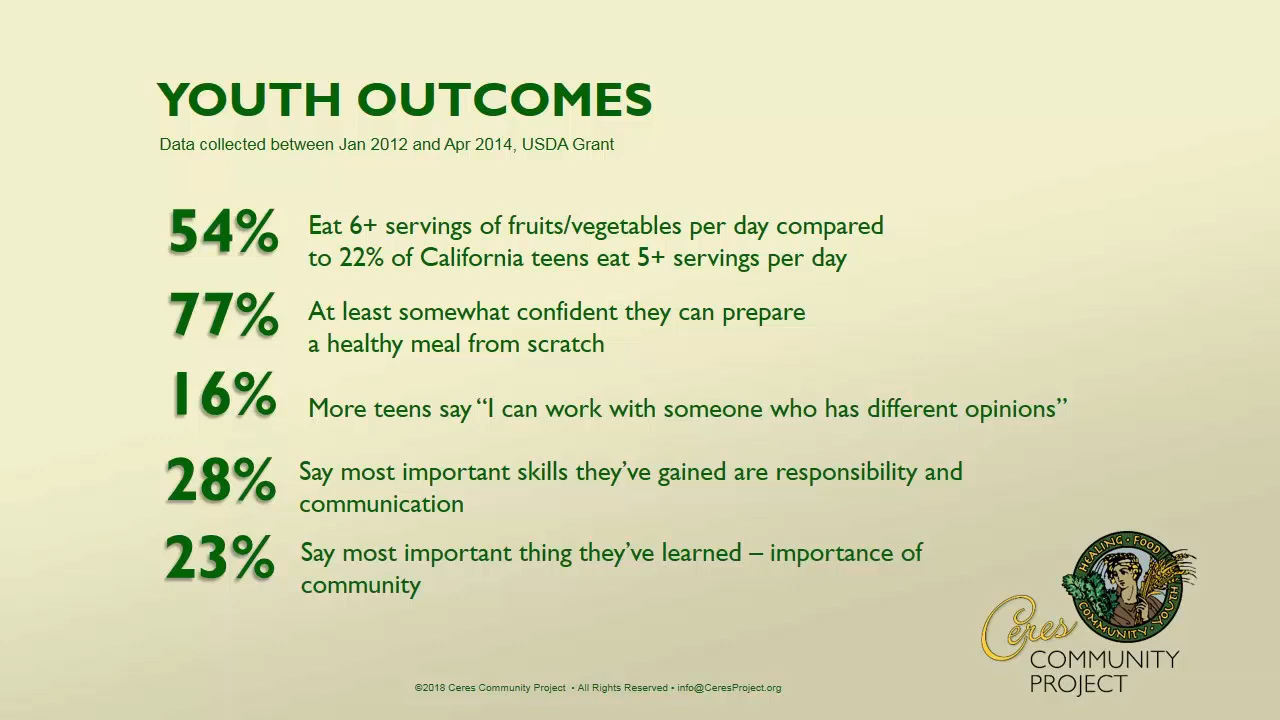 YOUTH OUTCOMES
Data collected between Jan 2012 and Apr 2014, USDA Grant
54%
Eat 6+ servings of fruits/vegetables per day compared
to 22% of California teens eat 5+ servings per day
77%
At least somewhat confident they can prepare
a healthy meal from scratch
16%
More teens say “I can work with someone who has different opinions”
28%
Say most important skills they’ve gained are responsibility and
communication
23%
Say most important thing they’ve learned – importance of
community
HEALING • FOOD
COMMUNITY • YOUTH
Ceres
COMMUNITY
PROJECT
©2018 Ceres Community Project • All Rights Reserved • info@CeresProject.org